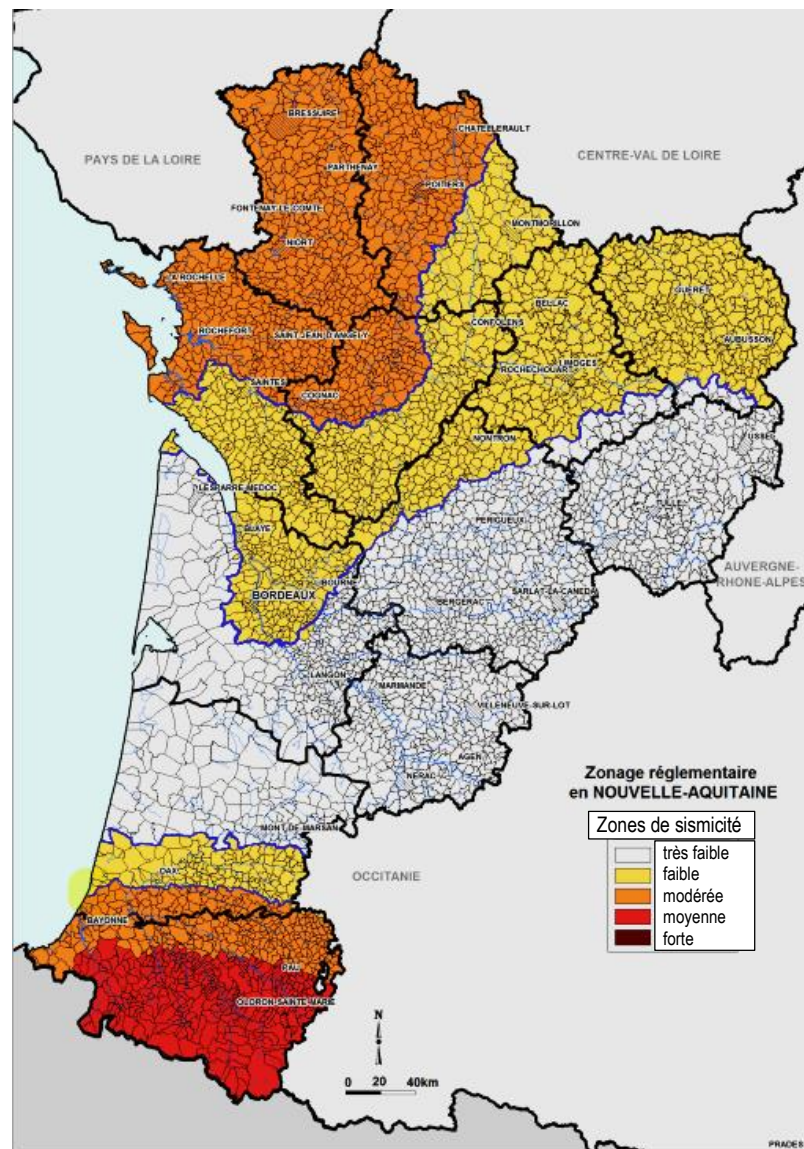 BRESSUIRE
CHATELLERAULT
PAYS DE LA LOIRE
CENTRE-VAL DE LOIRE
PARTHENAY
POITIERS
FONTENAY-LE-COMTE
MONTMORILLON
NIORT
LA ROCHELLE
GUERET
BELLAC
ROCHEFORT
SAINT-JEAN-D'ANGELY
CONFOLENS
AUBUSSON
LIMOGES
ROCHECHOUART
SAINTES
COGNAC
NONTRON
USSEL
LESPARRE-MEDOC
TULLE
PERIGUEUX
BLAYE
AUVERGNE-
RHONE-ALPES
LIBOURNE
BORDEAUX
SARLAT-LA-CANEDA
BERGERAC
LANGON
MARMANDE
VILLENEUVE-SUR-LOT
AGEN
NERAC
Zonage réglementaire
en NOUVELLE-AQUITAINE
MONT-DE-MARSAN
Zones de sismicité
très faible
faible
modérée
moyenne
forte
DAX
OCCITANIE
BAYONNE
PAU
OLORON-SAINTE-MARIE
N
0 20 40km
PRADES